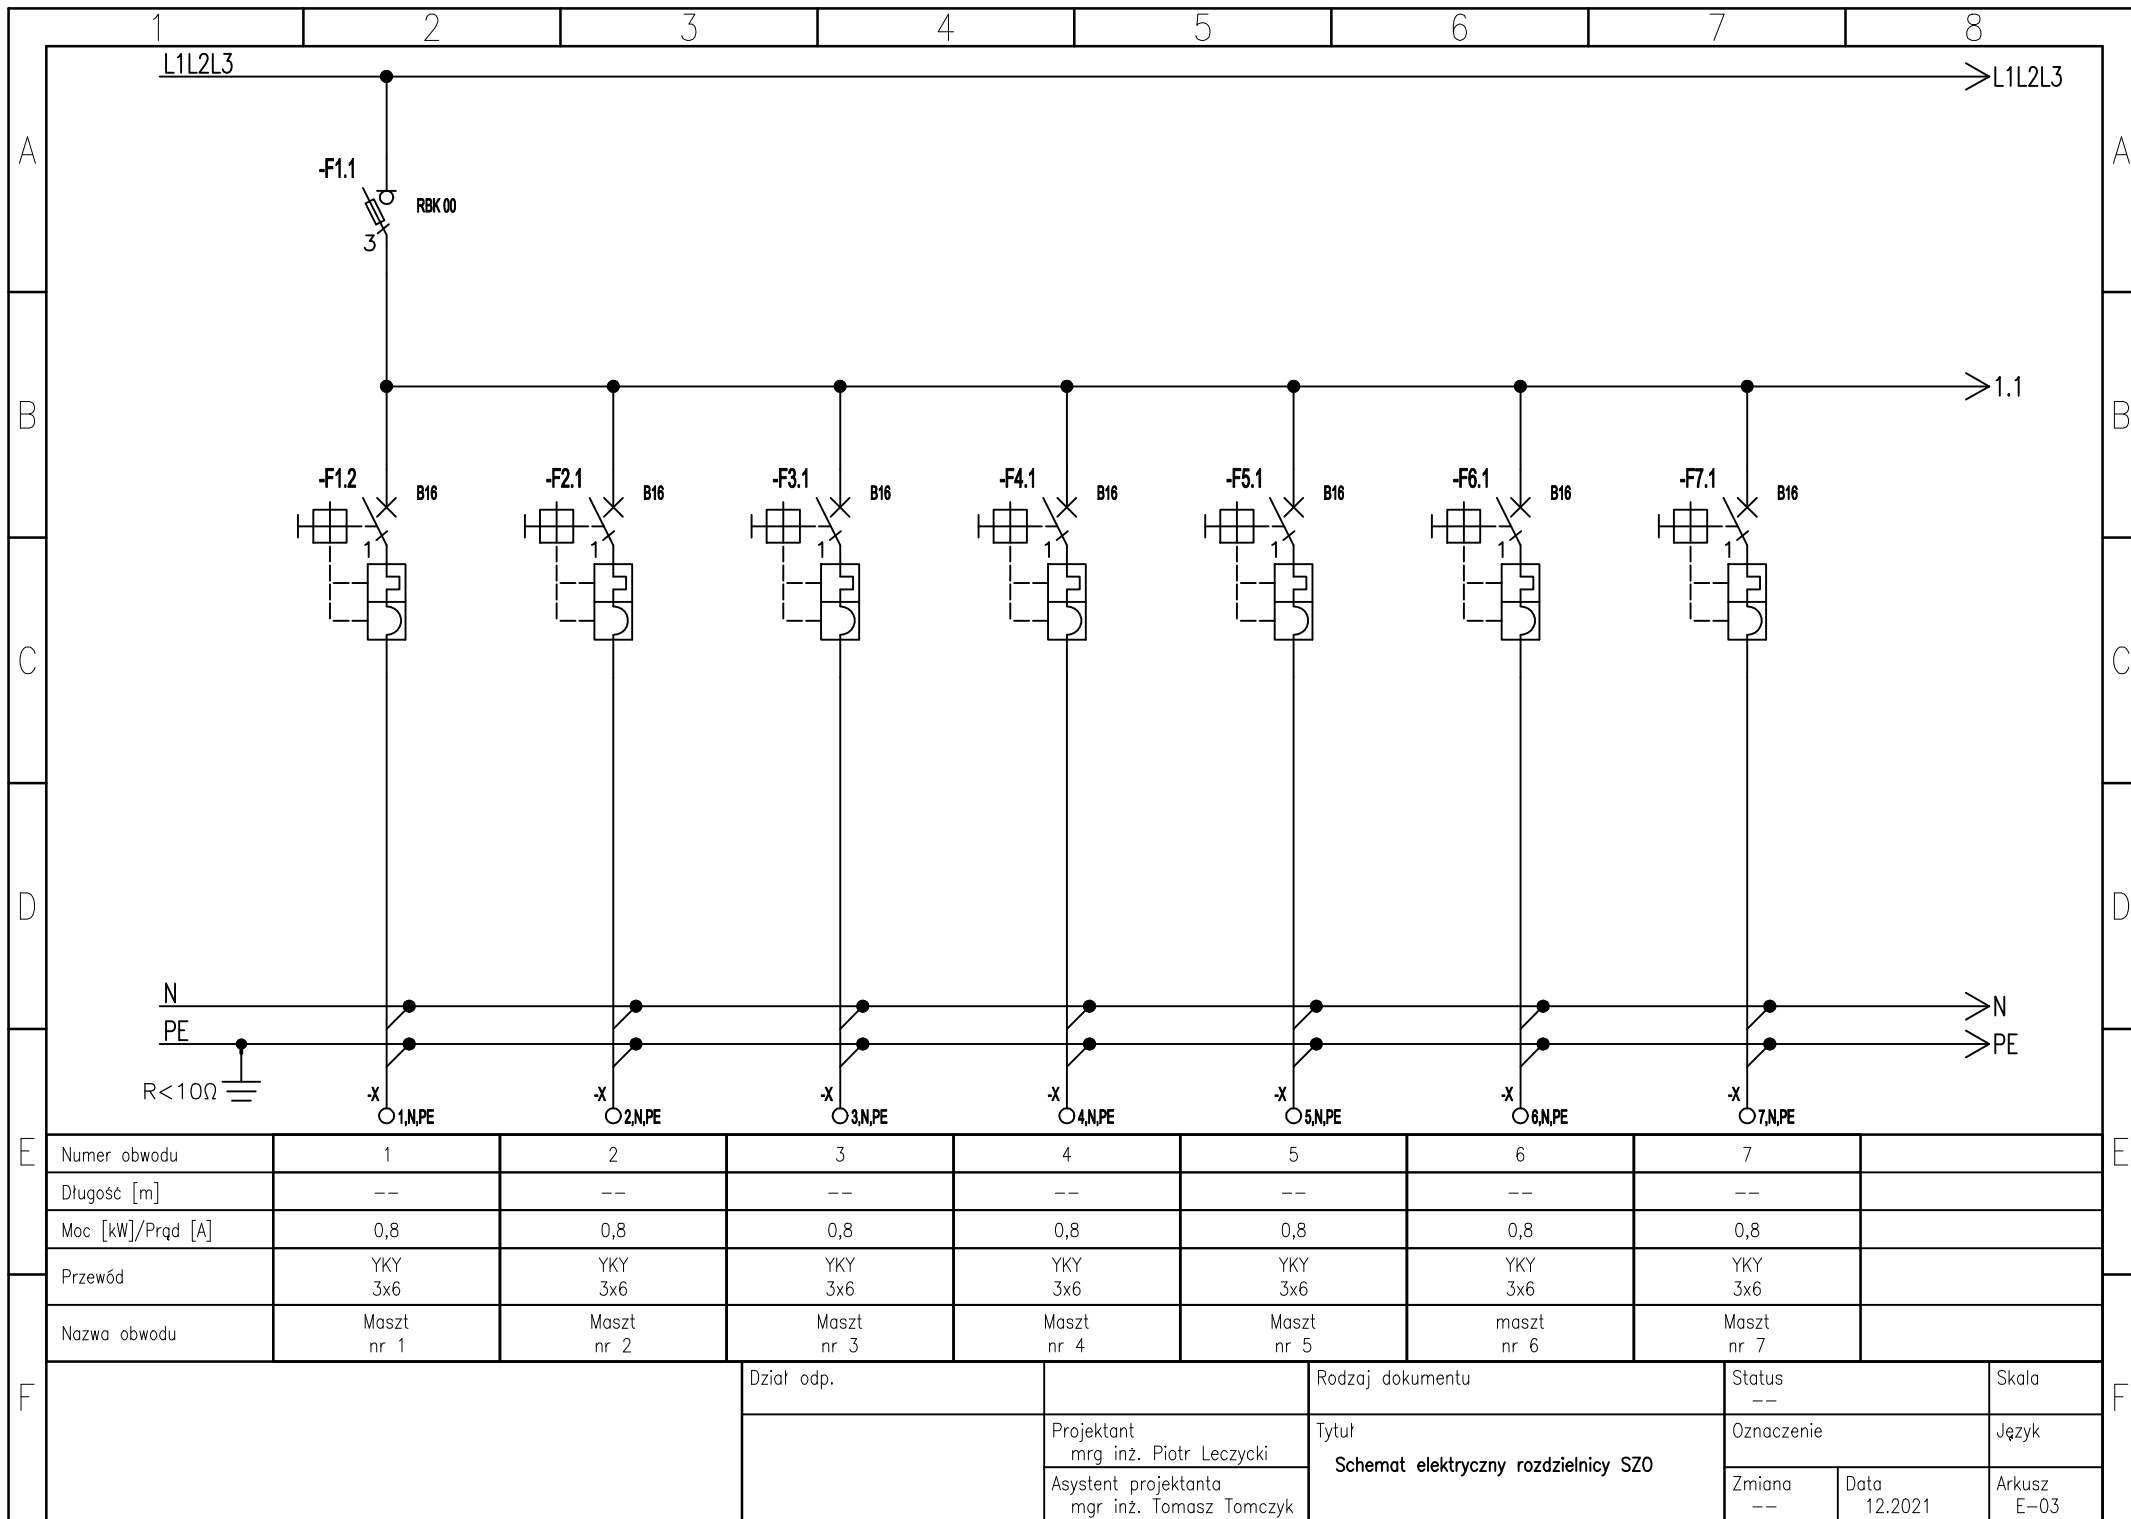 1 2 3 4 5 6 7 8
L1L2L3 L1L2L3
A A
-F1.1
RBK 00
3
B 1.1 B
-F1.2 B16 -F2.1 B16 -F3.1 B16 -F4.1 B16 -F5.1 B16 -F6.1 B16 -F7.1 B16
1 1 1 1 1 1 1
C C
D D
N N
PE PE
R<10Ω
-X -X -X -X -X -X -X
1,N,PE 2,N,PE 3,N,PE 4,N,PE 5,N,PE 6,N,PE 7,N,PE
E E
Numer obwodu 1 2 3 4 5 6 7
Długość [m] -- -- -- -- -- -- --
Moc [kW]/Prąd [A] 0,8 0,8 0,8 0,8 0,8 0,8 0,8
Przewód
YKY YKY YKY YKY YKY YKY YKY
3x6 3x6 3x6 3x6 3x6 3x6 3x6
Nazwa obwodu
Maszt Maszt Maszt Maszt Maszt maszt Maszt
nr 1 nr 2 nr 3 nr 4 nr 5 nr 6 nr 7
F F
Dział odp.
Rodzaj dokumentu
Status
--
Skala
Projektant
mrg inż. Piotr Leczycki
Tytuł
Schemat elektryczny rozdzielnicy SZO
Oznaczenie
Język
Asystent projektanta
mgr inż. Tomasz Tomczyk
Zmiana
--
Data
12.2021
Arkusz
E-03